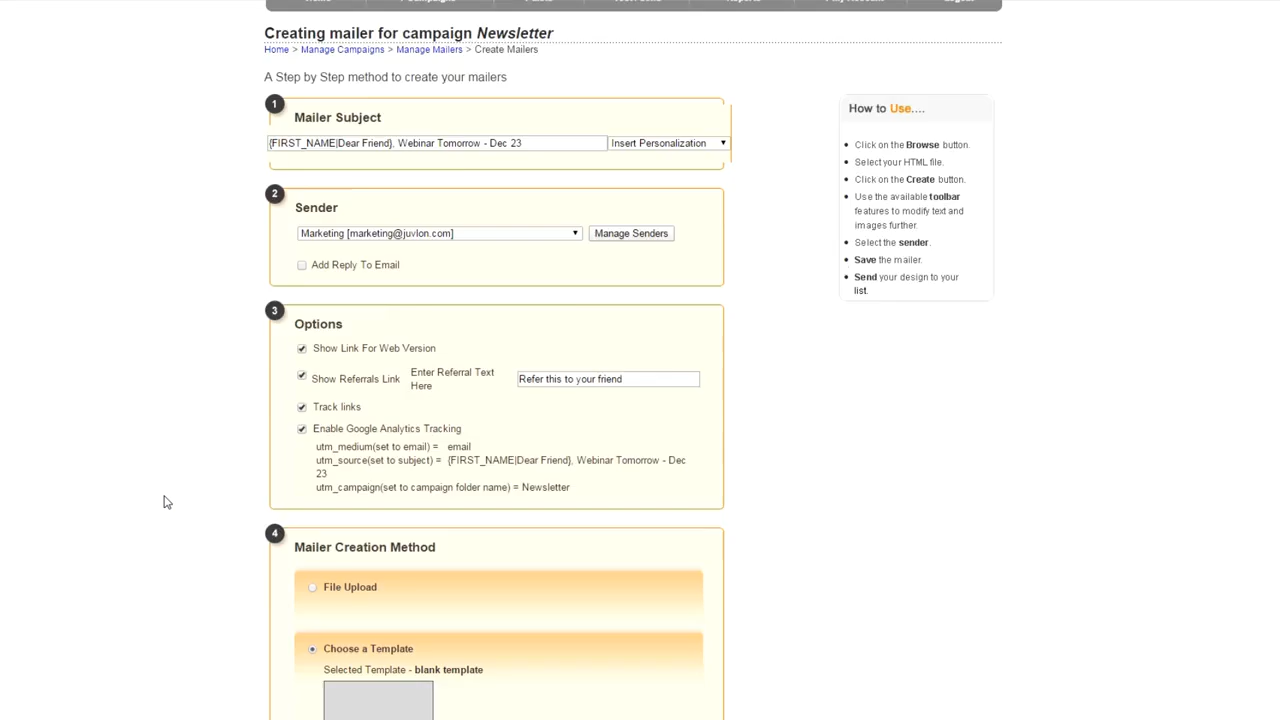 Creating mailer for campaign Newsletter
Home > Manage Campaigns > Manage Mailers > Create Mailers
A Step by Step method to create your mailers
1
Mailer Subject
{FIRST_NAME|Dear Friend}, Webinar Tomorrow - Dec 23
Insert Personalization
2
Sender
Marketing [marketing@juvlon.com]
Manage Senders
Add Reply To Email
3
Options
Show Link For Web Version
Show Referrals Link
Enter Referral Text
Here
Refer this to your friend
Track links
Enable Google Analytics Tracking
utm_medium(set to email) = email
utm_source(set to subject) = {FIRST_NAME|Dear Friend}, Webinar Tomorrow - Dec
23
utm_campaign(set to campaign folder name) = Newsletter
4
Mailer Creation Method
File Upload
Choose a Template
Selected Template - blank template
How to Use....
Click on the Browse button.
Select your HTML file.
Click on the Create button.
Use the available toolbar
features to modify text and
images further.
Select the sender.
Save the mailer.
Send your design to your
list.